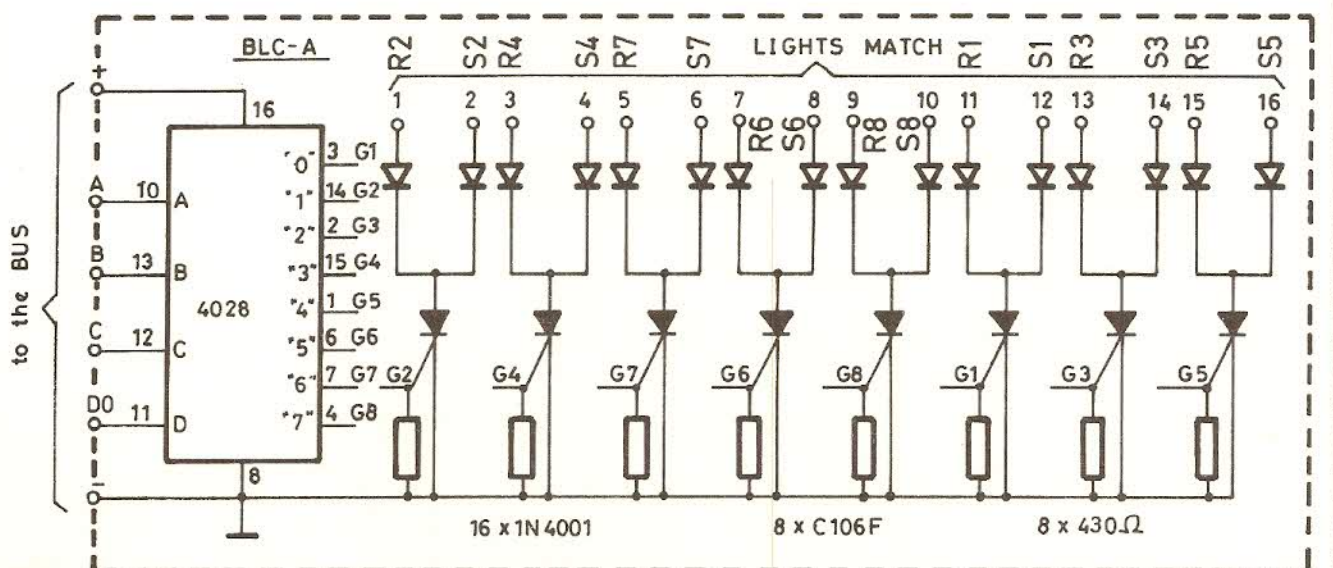 BLC-A
LIGHTS MATCH
R2 S2 R4 S4 R7 S7 R1 S1 R3 S3 R5 S5
1 2 3 4 5 6 7 8 9 10 11 12 13 14 15 16
R6 S6 R8 S8
to the BUS
+
16
A 10 A
B 13 B
C 12 C
D0 11 D
-
8
4028
"0" 3 G1
"1" 14 G2
"2" 2 G3
"3" 15 G4
"4" 1 G5
"5" 6 G6
"6" 7 G7
"7" 4 G8
G2 G4 G7 G6 G8 G1 G3 G5
16 x 1N4001
8 x C106F
8 x 430Ω